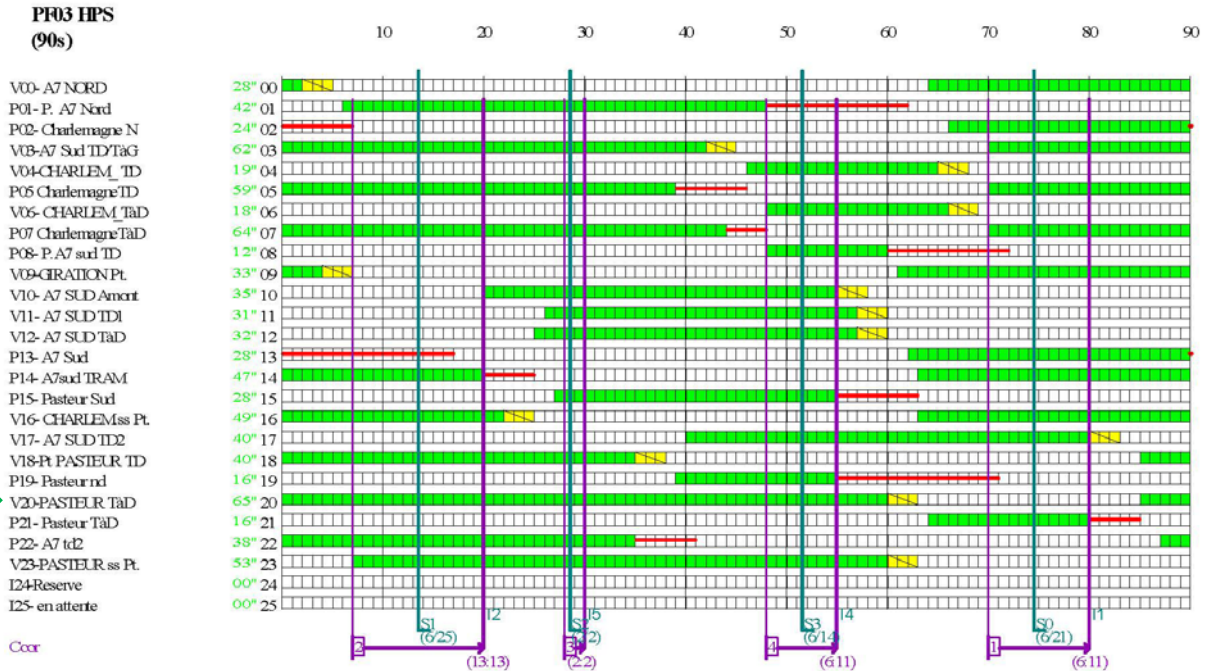 PF03 HPS
(90s)
10 20 30 40 50 60 70 80 90
V00- A7 NORD 28" 00
P01- P. A7 Nord 42" 01
P02- Charlemagne N 24" 02
V03-A7 Sud TD/TàG 62" 03
V04-CHARLEM_ TD 19" 04
P05 Charlemagne TD 59" 05
V06- CHARLEM_TàD 18" 06
P07 Charlemagne TàD 64" 07
P08- P. A7 sud TD 12" 08
V09-GIRATION Pt. 33" 09
V10- A7 SUD Amont 35" 10
V11- A7 SUD TD1 31" 11
V12- A7 SUD TàD 32" 12
P13- A7 Sud 28" 13
P14- A7sud TRAM 47" 14
P15- Pasteur Sud 28" 15
V16- CHARLEM ss Pt. 49" 16
V17- A7 SUD TD2 40" 17
V18-Pt PASTEUR TD 40" 18
P19- Pasteur nd 16" 19
V20-PASTEUR TàD 65" 20
P21- Pasteur TàD 16" 21
P22- A7 td2 38" 22
V23-PASTEUR ss Pt. 53" 23
I24-Reserve 00" 24
I25- en attente 00" 25
S1 I2 S2 I5 S3 I4 S0 I1
(6/25) (6/14) (6/21)
Coor 2 3 4 1
(13:13) (2:2) (6:11) (6:11)